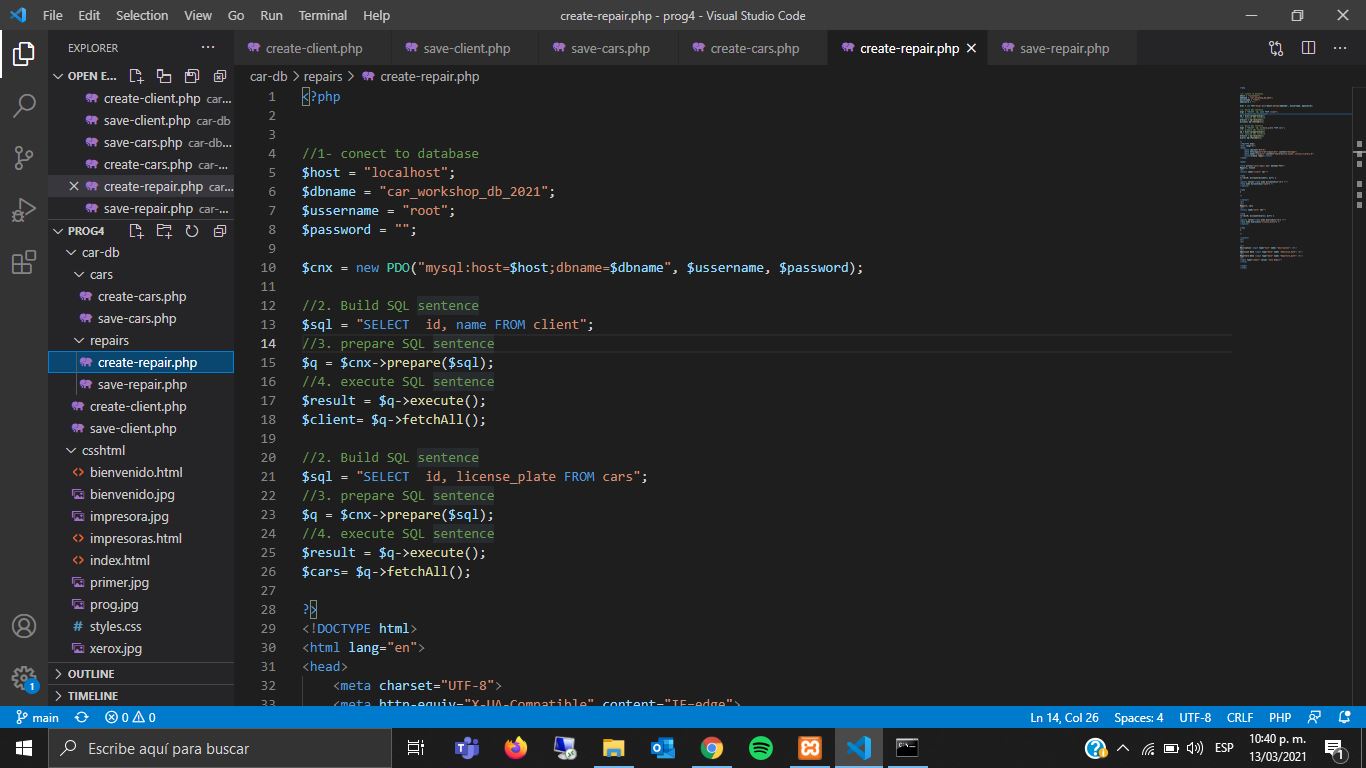 File Edit Selection View Go Run Terminal Help
create-repair.php - prog4 - Visual Studio Code
EXPLORER
OPEN E...
create-client.php car...
save-client.php car-db
save-cars.php car-db...
create-cars.php car-...
create-repair.php car...
save-repair.php car-...
PROG4
car-db
cars
create-cars.php
save-cars.php
repairs
create-repair.php
save-repair.php
create-client.php
save-client.php
csshtml
bienvenido.html
bienvenido.jpg
impresora.jpg
impresoras.html
index.html
primer.jpg
prog.jpg
styles.css
xerox.jpg
OUTLINE
TIMELINE
create-client.php save-client.php save-cars.php create-cars.php create-repair.php save-repair.php
car-db > repairs > create-repair.php
1 <?php
2
3
4 //1- conect to database
5 $host = "localhost";
6 $dbname = "car_workshop_db_2021";
7 $ussername = "root";
8 $password = "";
9
10 $cnx = new PDO("mysql:host=$host;dbname=$dbname", $ussername, $password);
11
12 //2. Build SQL sentence
13 $sql = "SELECT  id, name FROM client";
14 //3. prepare SQL sentence
15 $q = $cnx->prepare($sql);
16 //4. execute SQL sentence
17 $result = $q->execute();
18 $client= $q->fetchAll();
19
20 //2. Build SQL sentence
21 $sql = "SELECT  id, license_plate FROM cars";
22 //3. prepare SQL sentence
23 $q = $cnx->prepare($sql);
24 //4. execute SQL sentence
25 $result = $q->execute();
26 $cars= $q->fetchAll();
27
28 ?>
29 <!DOCTYPE html>
30 <html lang="en">
31 <head>
32 <meta charset="UTF-8">
33 <meta http-equiv="X-UA-Compatible" content="IE=edge">
1
main 0 0
Ln 14, Col 26 Spaces: 4 UTF-8 CRLF PHP
Escribe aquí para buscar
ESP
10:40 p. m.
13/03/2021
1